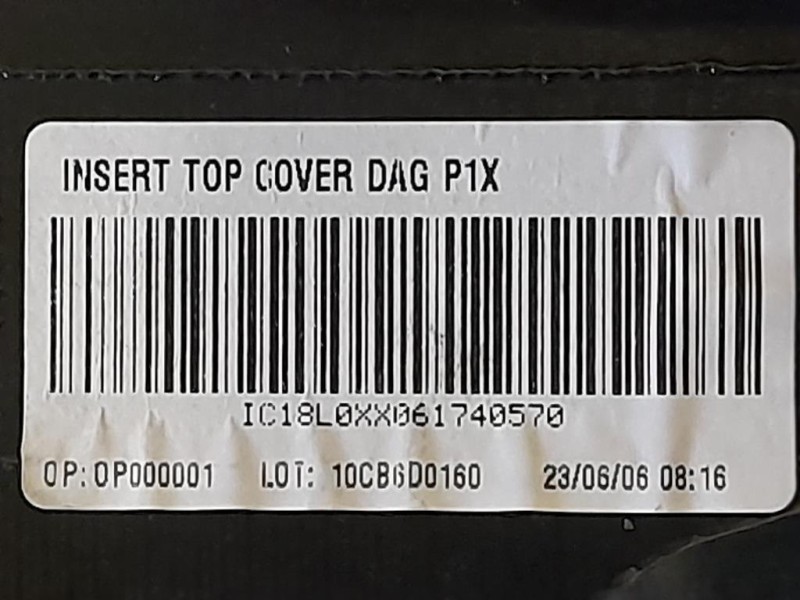 INSERT TOP COVER DAG P1X
IC18L0XX061740570
OP: OP000001 LOT: 10CB6D0160 23/06/06 08:16